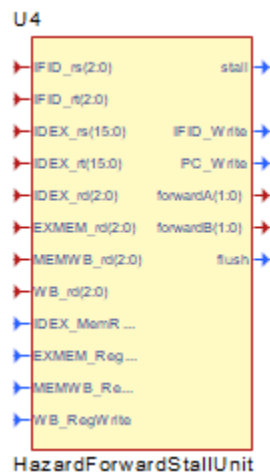 U4
IFID_rs(2:0) stall
IFID_rt(2:0)
IDEX_rs(15:0) IFID_Write
IDEX_rt(15:0) PC_Write
IDEX_rd(2:0) forwardA(1:0)
EXMEM_rd(2:0) forwardB(1:0)
MEMWB_rd(2:0) flush
WB_rd(2:0)
IDEX_MemR ...
EXMEM_Reg...
MEMWB_Re...
WB_RegWrite
HazardForwardStallUnit